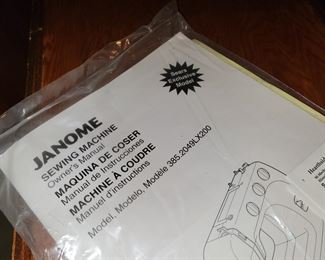 Sears
Exclusive
Model
JANOME
SEWING MACHINE
Owner's Manual
MAQUINA DE COSER
Manual de Instrucciones
MACHINE À COUDRE
Manuel d'instructions
Model, Modelo, Modèle 385.2049LX200